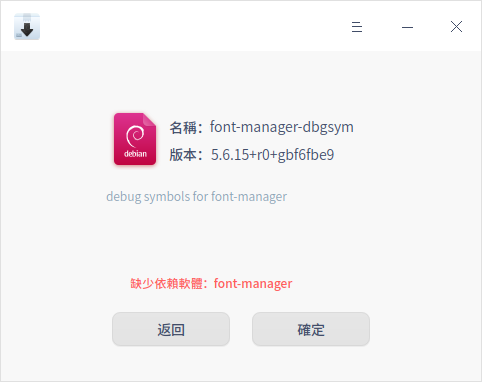 debian
名稱：font-manager-dbgsym
版本：5.6.15+r0+gbf6fbe9
debug symbols for font-manager
缺少依賴軟體：font-manager
返回
確定